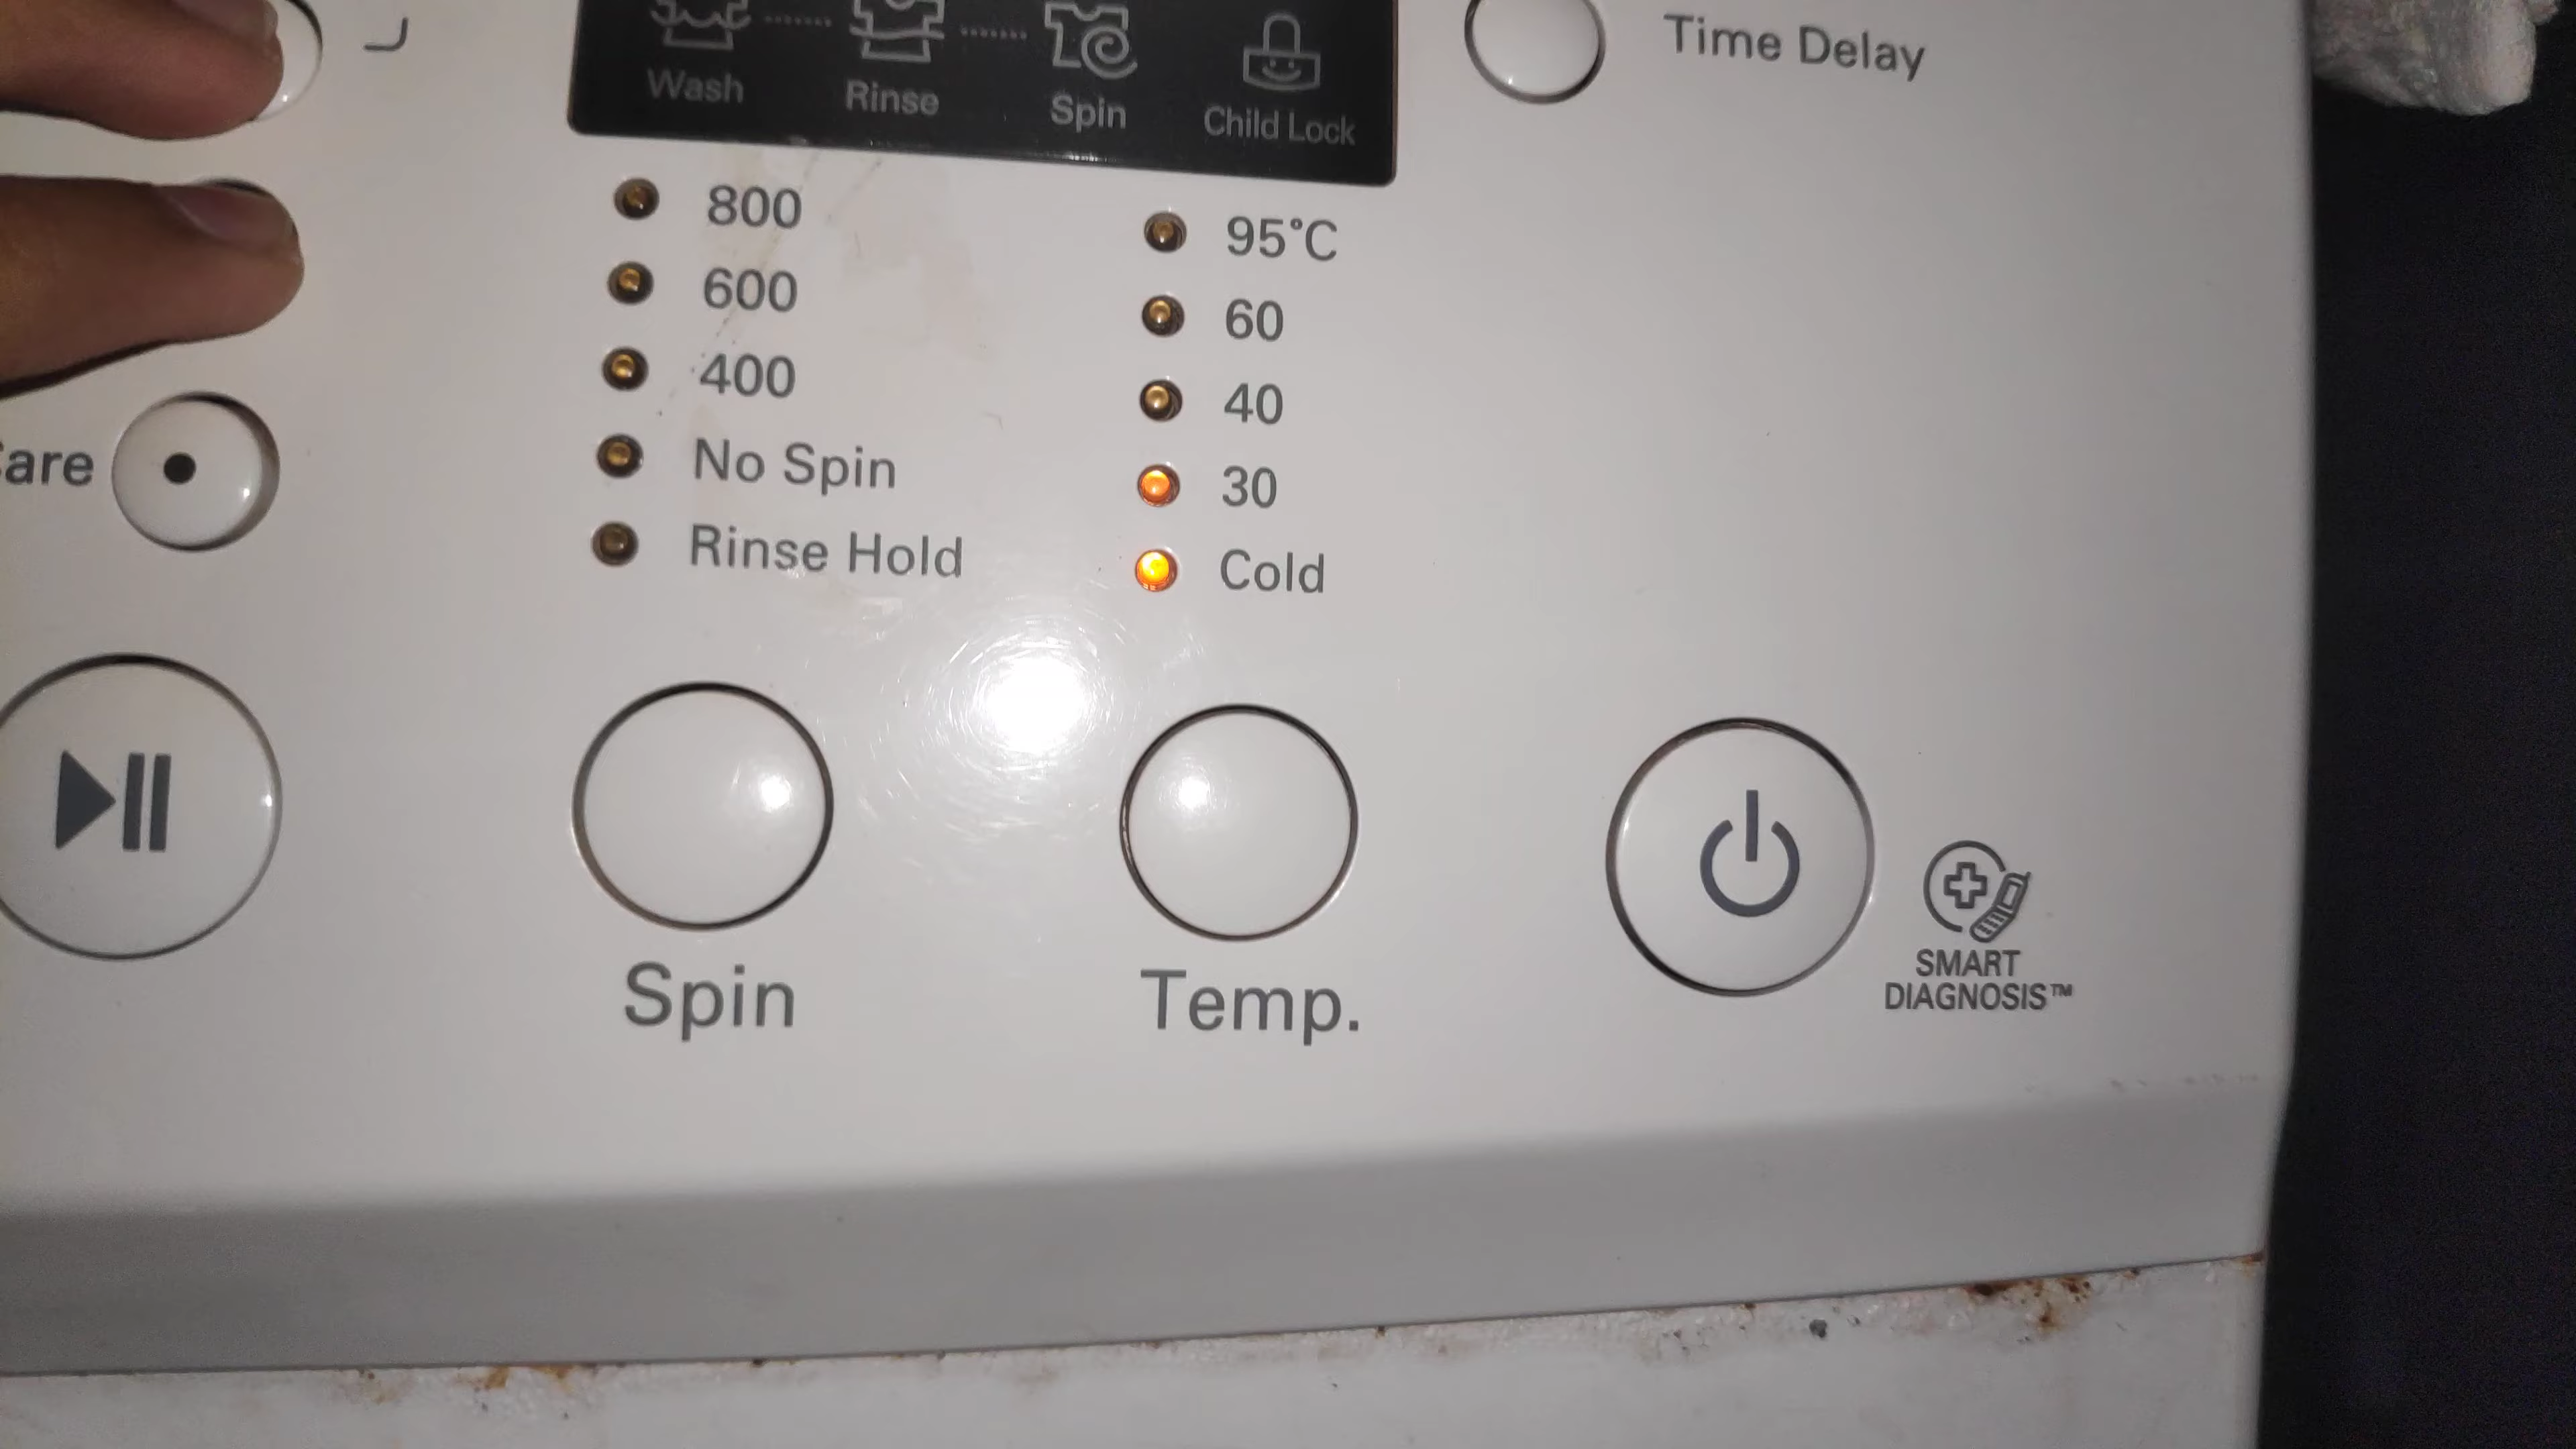 Wash
Rinse
Spin
Child Lock
Time Delay
800
600
400
No Spin
Rinse Hold
95°C
60
40
30
Cold
are
Spin
Temp.
SMART
DIAGNOSIS™